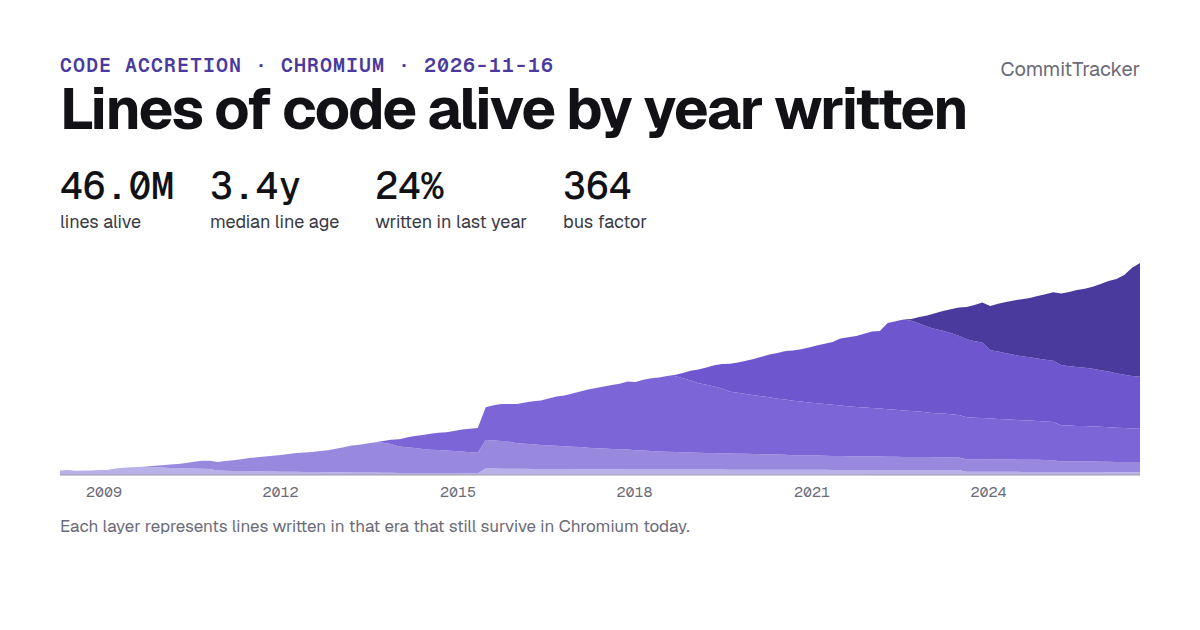 CODE ACCRETION · CHROMIUM · 2026-11-16
CommitTracker
Lines of code alive by year written
46.0M 3.4y 24% 364
lines alive median line age written in last year bus factor
2009 2012 2015 2018 2021 2024
Each layer represents lines written in that era that still survive in Chromium today.